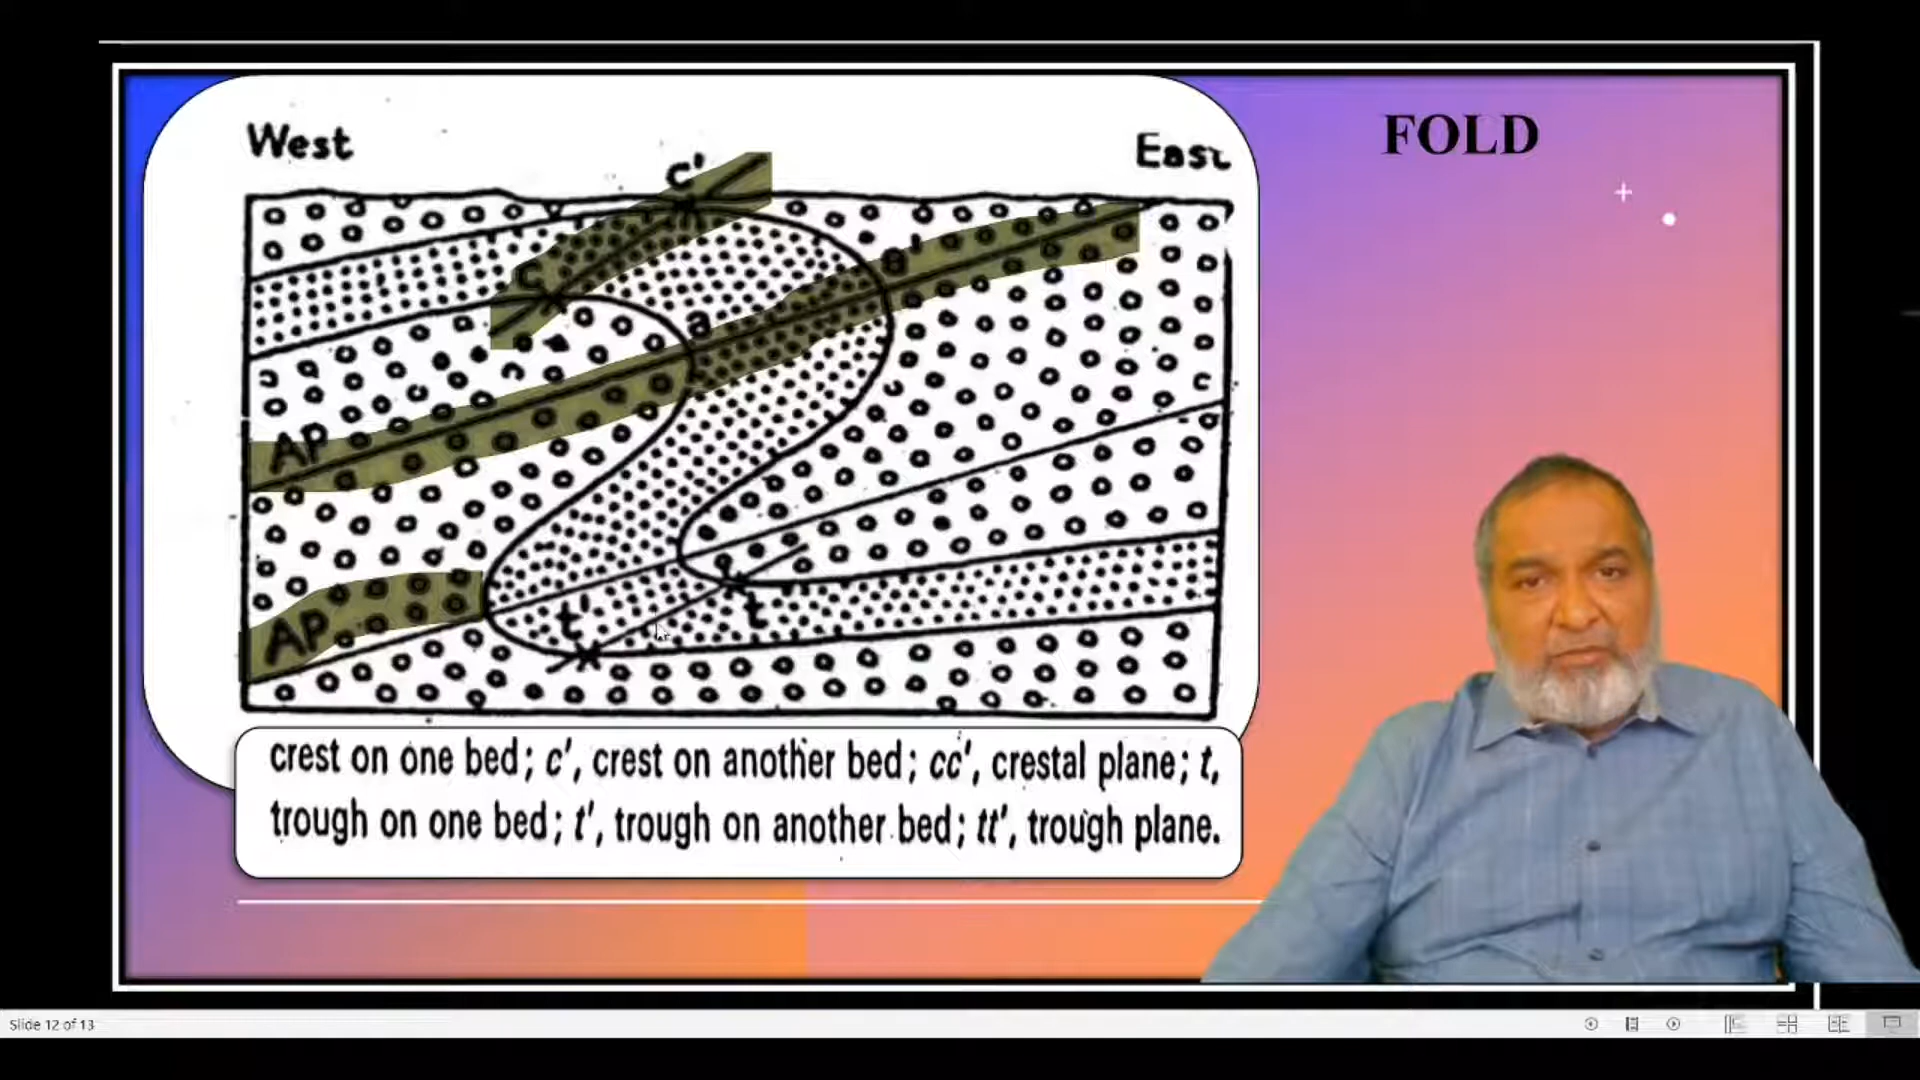 FOLD
West
East
c'
c
a'
a
AP
AP
t'
t
crest on one bed; c', crest on another bed; cc', crestal plane; t,
trough on one bed; t', trough on another bed; tt', trough plane.
Slide 12 of 13